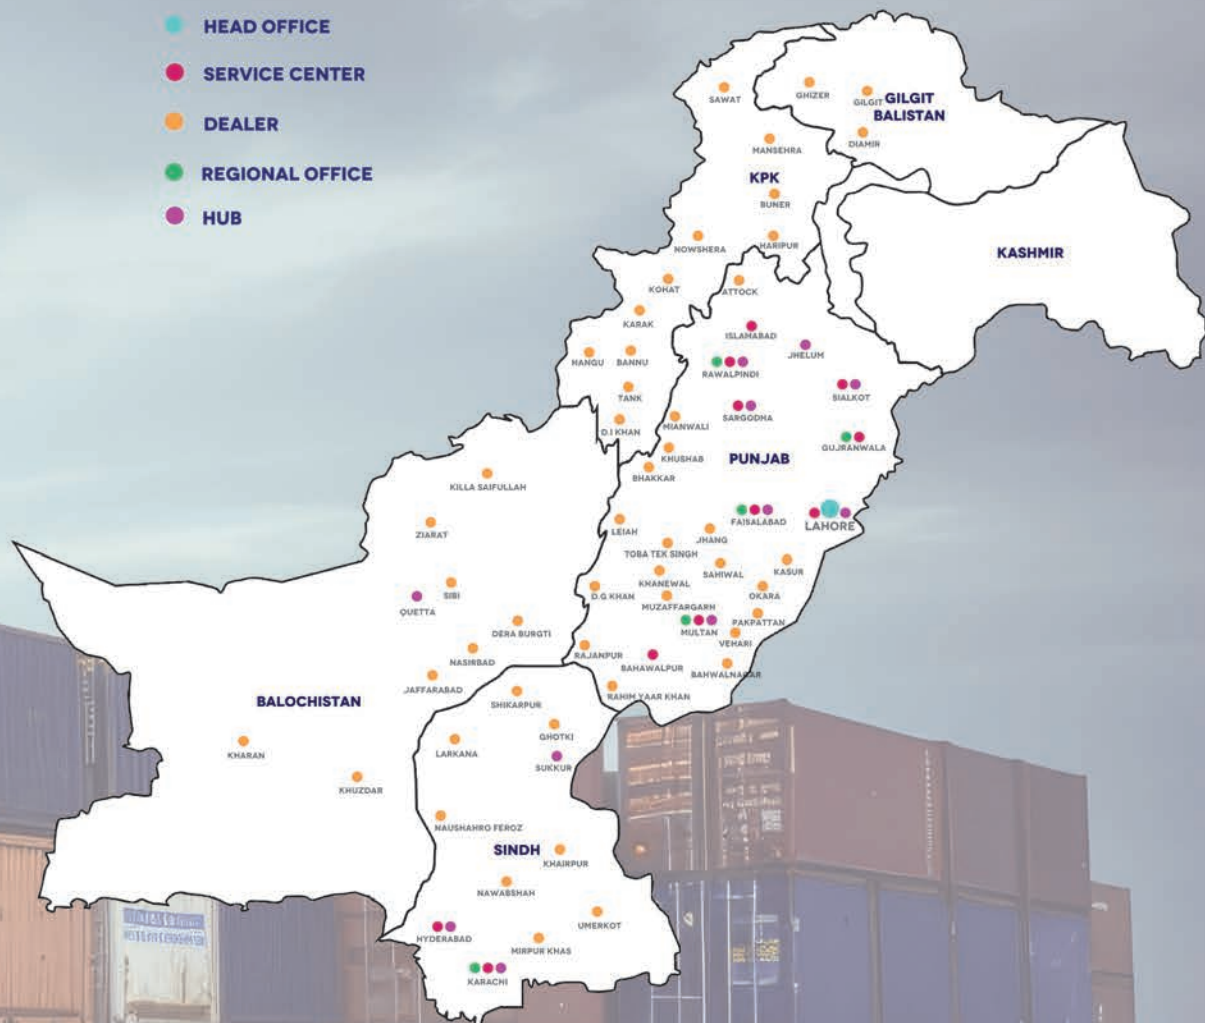 HEAD OFFICE
SERVICE CENTER
DEALER
REGIONAL OFFICE
HUB
SAWAT
GHIZER
GILGIT
GILGIT
BALISTAN
DIAMIR
MANSEHRA
KPK
BUNER
NOWSHERA
HARIPUR
KASHMIR
KOHAT
ATTOCK
KARAK
ISLAMABAD
JHELUM
HANGU
BANNU
RAWALPINDI
TANK
SIALKOT
D.I KHAN
MIANWALI
SARGODHA
KHUSHAB
GUJRANWALA
BHAKKAR
PUNJAB
KILLA SAIFULLAH
ZIARAT
LEIAH
FAISALABAD
LAHORE
JHANG
TOBA TEK SINGH
SAHIWAL
KASUR
KHANEWAL
SIBI
QUETTA
D.G KHAN
MUZAFFARGARH
OKARA
PAKPATTAN
DERA BURGTI
MULTAN
VEHARI
NASIRBAD
RAJANPUR
BAHAWALPUR
BAHWALNAGAR
JAFFARABAD
RAHIM YAAR KHAN
BALOCHISTAN
SHIKARPUR
GHOTKI
KHARAN
LARKANA
SUKKUR
KHUZDAR
NAUSHAHRO FEROZ
SINDH
KHAIRPUR
NAWABSHAH
UMERKOT
HYDERABAD
MIRPUR KHAS
KARACHI